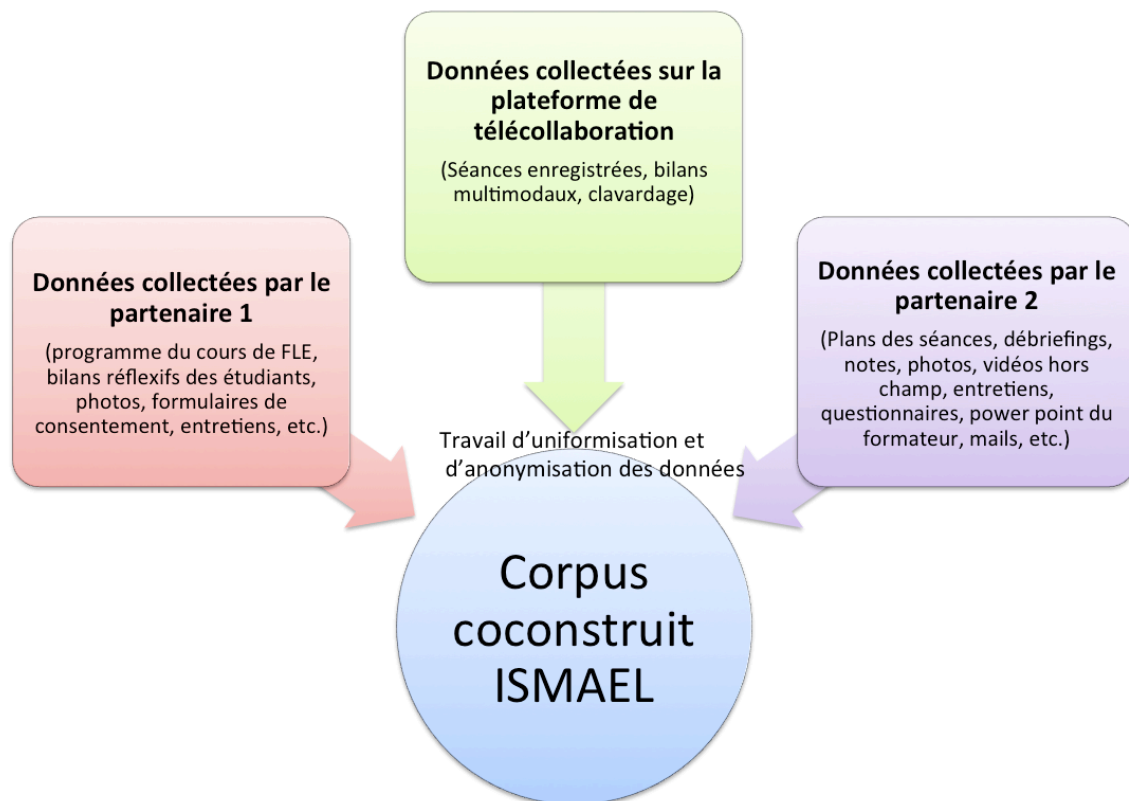 Données collectées sur la
plateforme de
télécollaboration
(Séances enregistrées, bilans
multimodaux, clavardage)
Données collectées par le
partenaire 1
(programme du cours de FLE,
bilans réflexifs des étudiants,
photos, formulaires de
consentement, entretiens, etc.)
Données collectées par le
partenaire 2
(Plans des séances, débriefings,
notes, photos, vidéos hors
champ, entretiens,
questionnaires, power point du
formateur, mails, etc.)
Travail d’uniformisation et
d’anonymisation des données
Corpus
coconstruit
ISMAEL